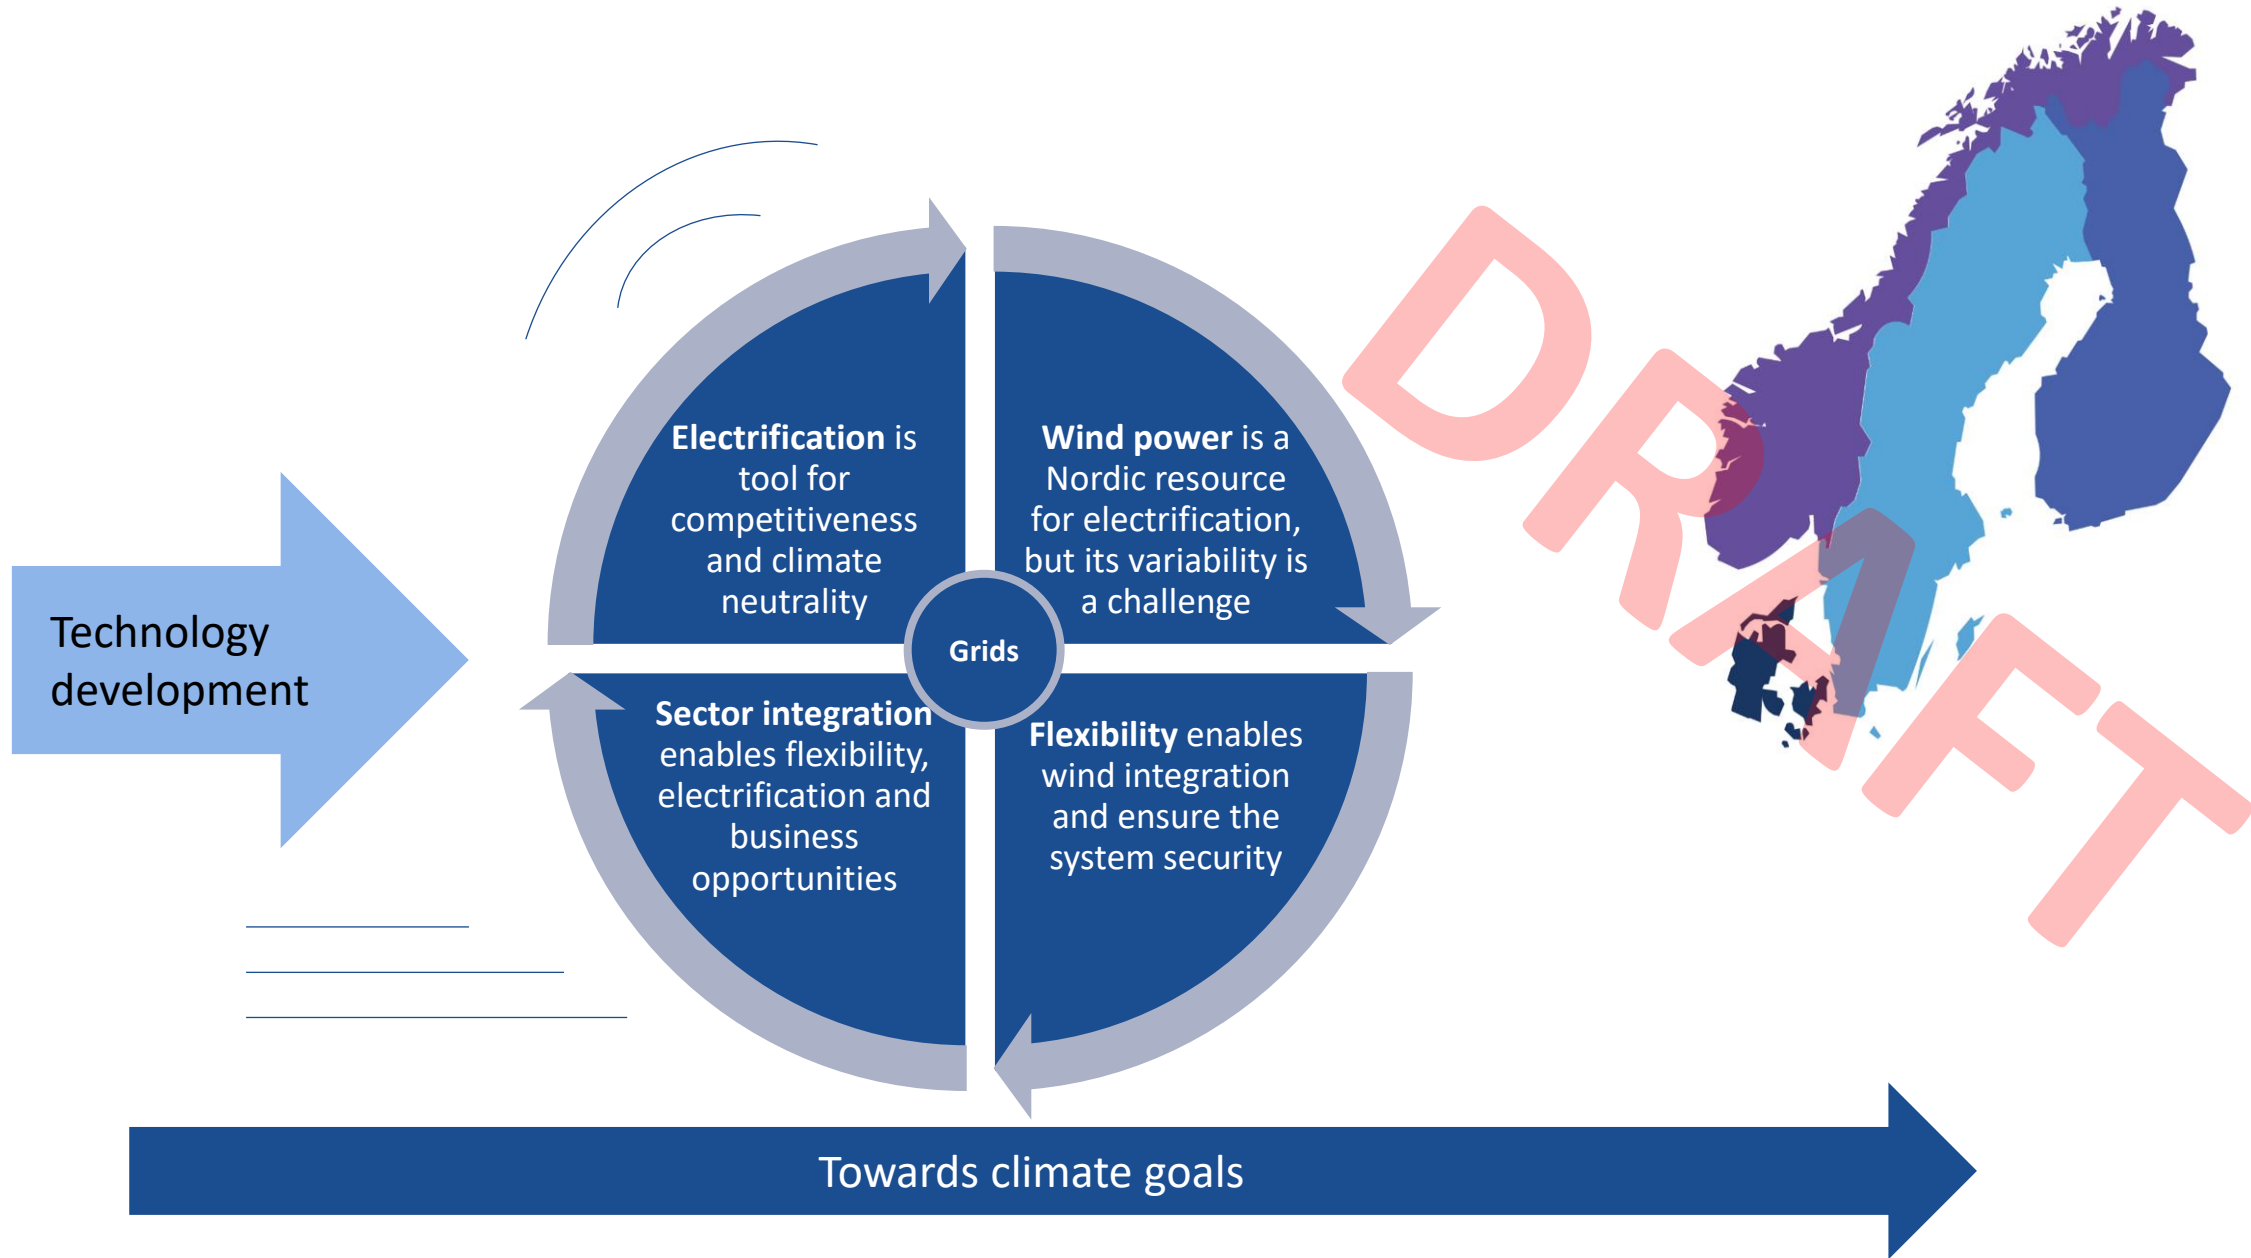 Technology
development
Electrification is
tool for
competitiveness
and climate
neutrality
Wind power is a
Nordic resource
for electrification,
but its variability is
a challenge
Grids
Sector integration
enables flexibility,
electrification and
business
opportunities
Flexibility enables
wind integration
and ensure the
system security
Towards climate goals
DRAFT